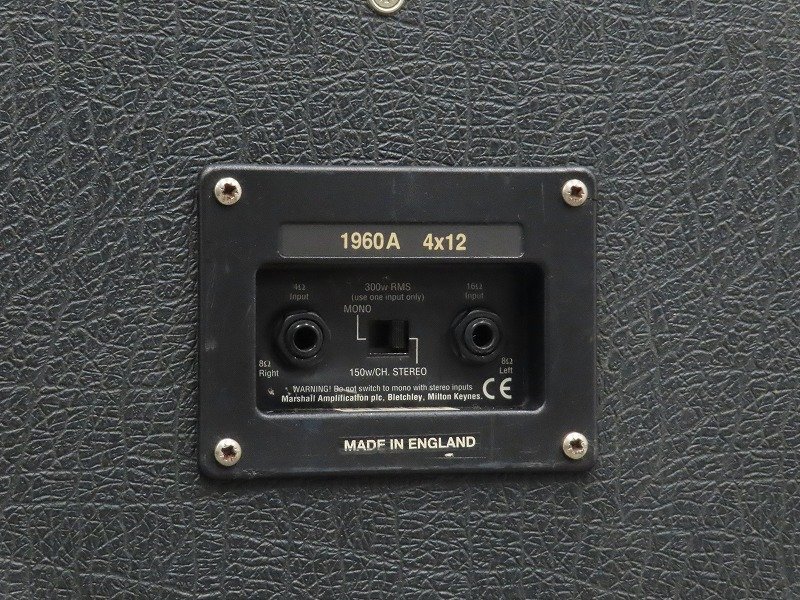 1960A 4x12
4Ω 300w RMS 16Ω
Input (use one input only) Input
MONO
8Ω 8Ω
Right 150w/CH. STEREO Left
WARNING! Do not switch to mono with stereo inputs
Marshall Amplification plc, Bletchley, Milton Keynes. CE
MADE IN ENGLAND